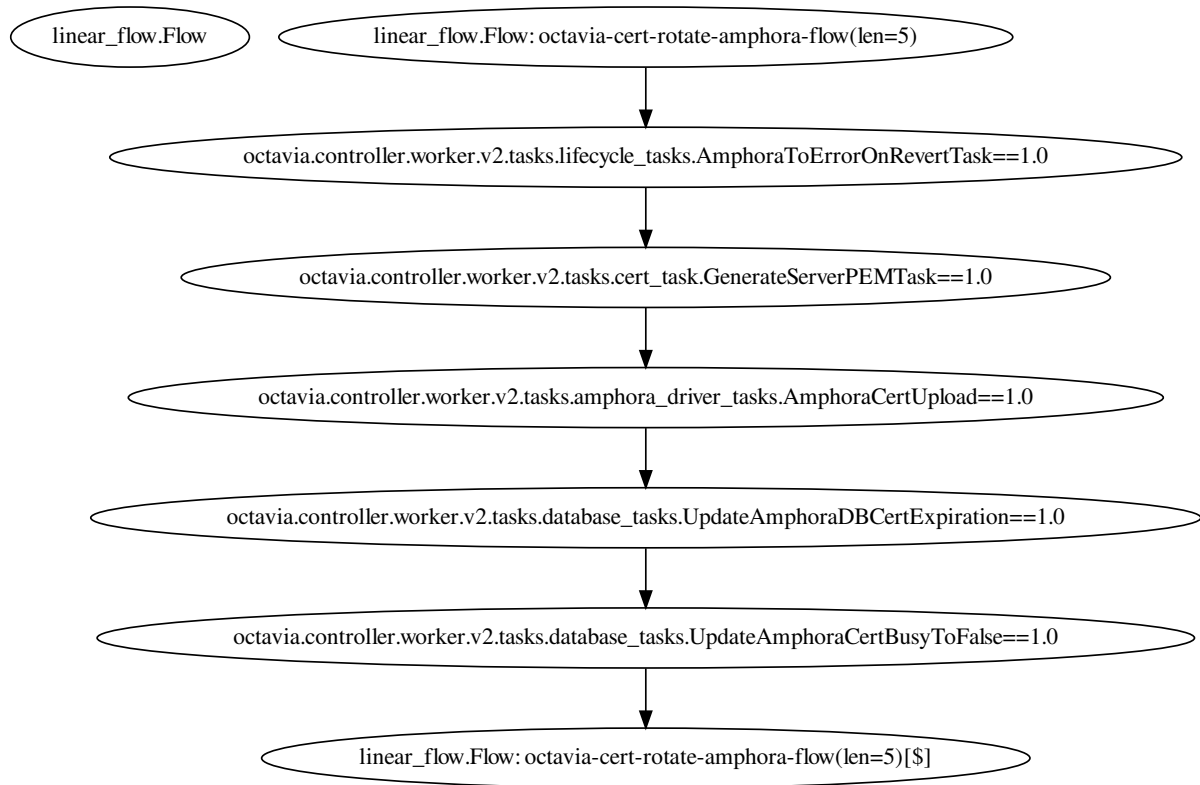 linear_flow.Flow
linear_flow.Flow: octavia-cert-rotate-amphora-flow(len=5)
octavia.controller.worker.v2.tasks.lifecycle_tasks.AmphoraToErrorOnRevertTask==1.0
octavia.controller.worker.v2.tasks.cert_task.GenerateServerPEMTask==1.0
octavia.controller.worker.v2.tasks.amphora_driver_tasks.AmphoraCertUpload==1.0
octavia.controller.worker.v2.tasks.database_tasks.UpdateAmphoraDBCertExpiration==1.0
octavia.controller.worker.v2.tasks.database_tasks.UpdateAmphoraCertBusyToFalse==1.0
linear_flow.Flow: octavia-cert-rotate-amphora-flow(len=5)[$]